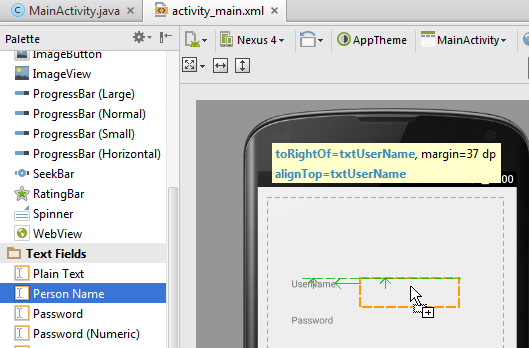 MainActivity.java
activity_main.xml
Palette
Nexus 4
AppTheme
MainActivity
ImageButton
ImageView
ProgressBar (Large)
ProgressBar (Normal)
ProgressBar (Small)
ProgressBar (Horizontal)
SeekBar
RatingBar
Spinner
WebView
Text Fields
Plain Text
Person Name
Password
Password (Numeric)
toRightOf=txtUserName, margin=37 dp
alignTop=txtUserName
UserName
Password